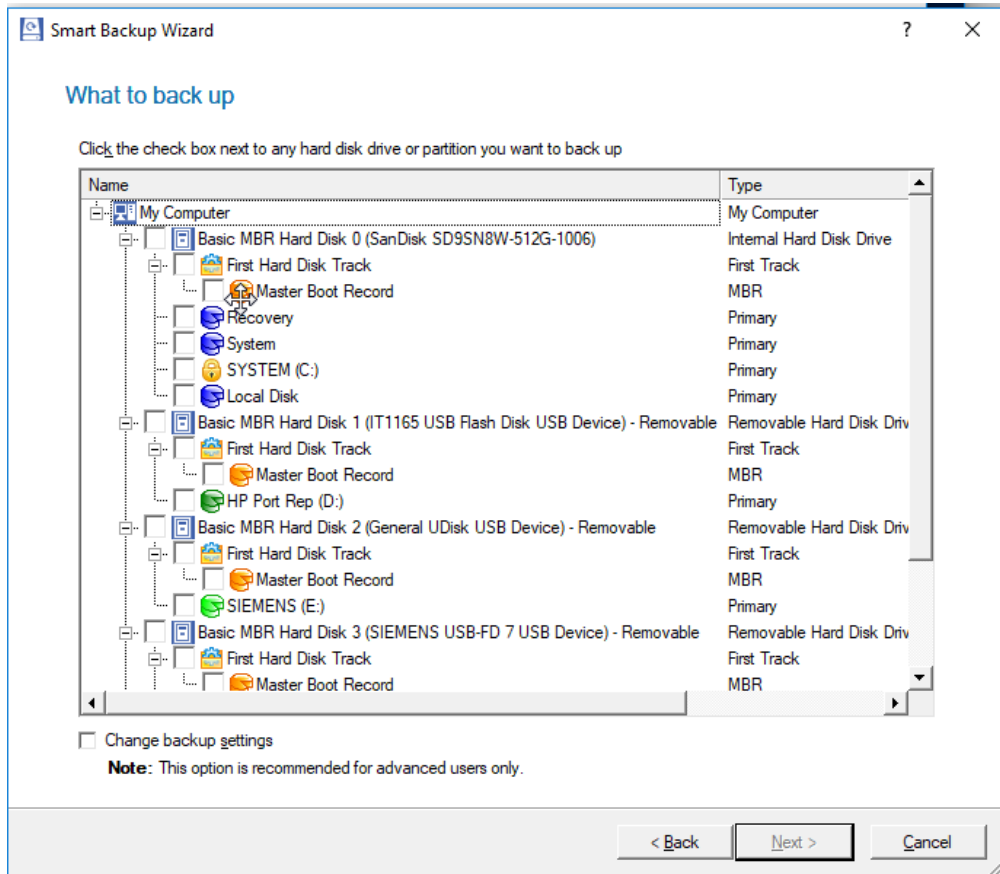 Smart Backup Wizard ?
What to back up
Click the check box next to any hard disk drive or partition you want to back up
Name Type
My Computer My Computer
Basic MBR Hard Disk 0 (SanDisk SD9SN8W-512G-1006) Internal Hard Disk Drive
First Hard Disk Track First Track
Master Boot Record MBR
Recovery Primary
System Primary
SYSTEM (C:) Primary
Local Disk Primary
Basic MBR Hard Disk 1 (IT1165 USB Flash Disk USB Device) - Removable Removable Hard Disk Driv
First Hard Disk Track First Track
Master Boot Record MBR
HP Port Rep (D:) Primary
Basic MBR Hard Disk 2 (General UDisk USB Device) - Removable Removable Hard Disk Driv
First Hard Disk Track First Track
Master Boot Record MBR
SIEMENS (E:) Primary
Basic MBR Hard Disk 3 (SIEMENS USB-FD 7 USB Device) - Removable Removable Hard Disk Driv
First Hard Disk Track First Track
Master Boot Record MBR
Change backup settings
Note: This option is recommended for advanced users only.
< Back Next > Cancel